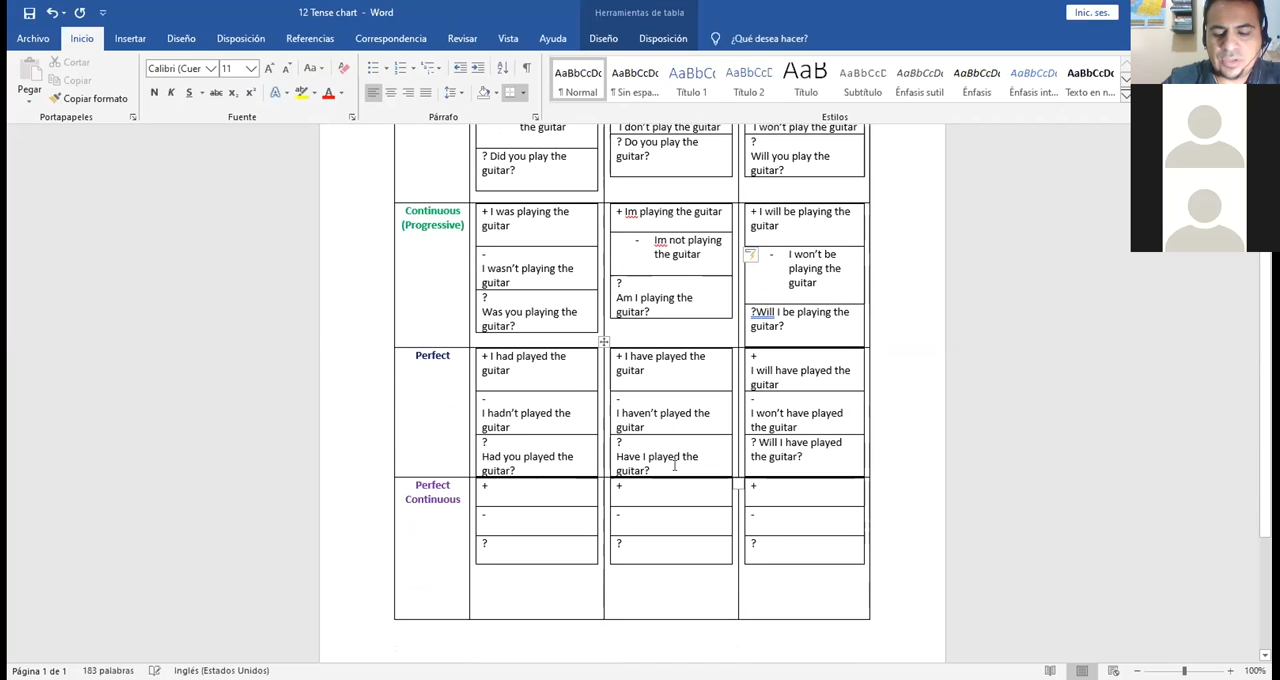 12 Tense chart - Word
Herramientas de tabla
Inic. ses.
Archivo
Inicio
Insertar
Diseño
Disposición
Referencias
Correspondencia
Revisar
Vista
Ayuda
Diseño
Disposición
¿Qué desea hacer?
Pegar
Cortar
Copiar
Copiar formato
Portapapeles
Calibri (Cuer
11
Aa
N K S abc x₂ x²
Fuente
Párrafo
AaBbCcDc
¶ Normal
AaBbCcDc
¶ Sin espa...
AaBbCc
Título 1
AaBbCcD
Título 2
AaB
Título
AaBbCcC
Subtítulo
AaBbCcDc
Énfasis sutil
AaBbCcDc
Énfasis
AaBbCcDc
Énfasis int...
AaBbCcDc
Texto en n...
Estilos
the guitar
? Did you play the
guitar?
I don't play the guitar
? Do you play the
guitar?
I won't play the guitar
?
Will you play the
guitar?
Continuous
(Progressive)
+ I was playing the
guitar
-
I wasn't playing the
guitar
?
Was you playing the
guitar?
+ Im playing the guitar
- Im not playing
the guitar
?
Am I playing the
guitar?
+ I will be playing the
guitar
- I won't be
playing the
guitar
?Will I be playing the
guitar?
Perfect
+ I had played the
guitar
-
I hadn't played the
guitar
?
Had you played the
guitar?
+ I have played the
guitar
-
I haven't played the
guitar
?
Have I played the
guitar?
+
I will have played the
guitar
-
I won't have played
the guitar
? Will I have played
the guitar?
Perfect
Continuous
+
-
?
+
-
?
+
-
?
Página 1 de 1
183 palabras
Inglés (Estados Unidos)
100%